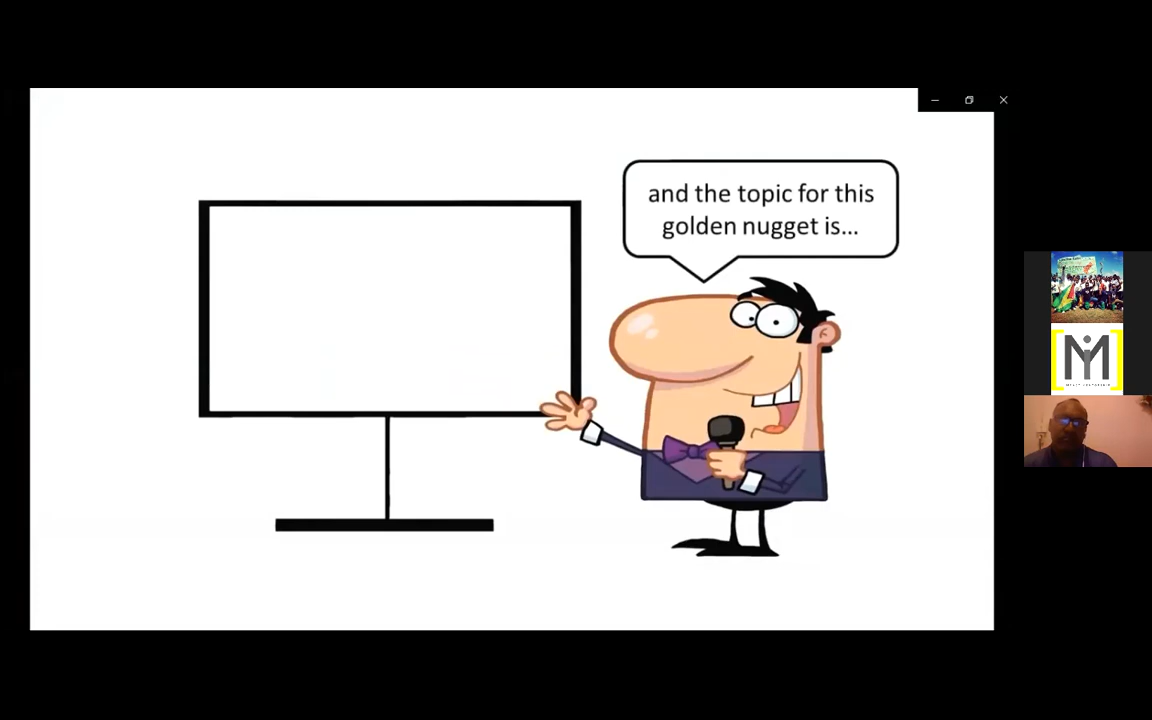 and the topic for this
golden nugget is...